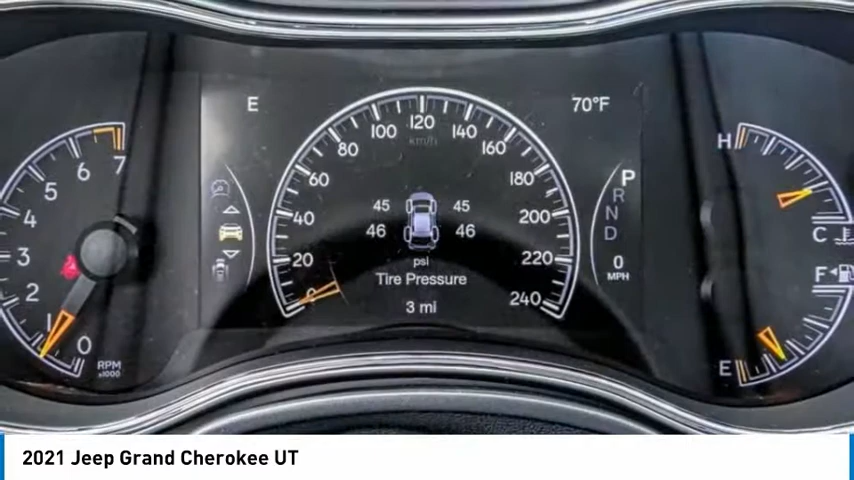 E
70°F
7
6
5
4
3
2
1
0
RPM
x1000
0
20
40
60
80
100
120
140
160
180
200
220
240
km/h
45 45
46 46
psi
Tire Pressure
3 mi
P
R
N
D
0
MPH
H
C
F
E
2021 Jeep Grand Cherokee UT